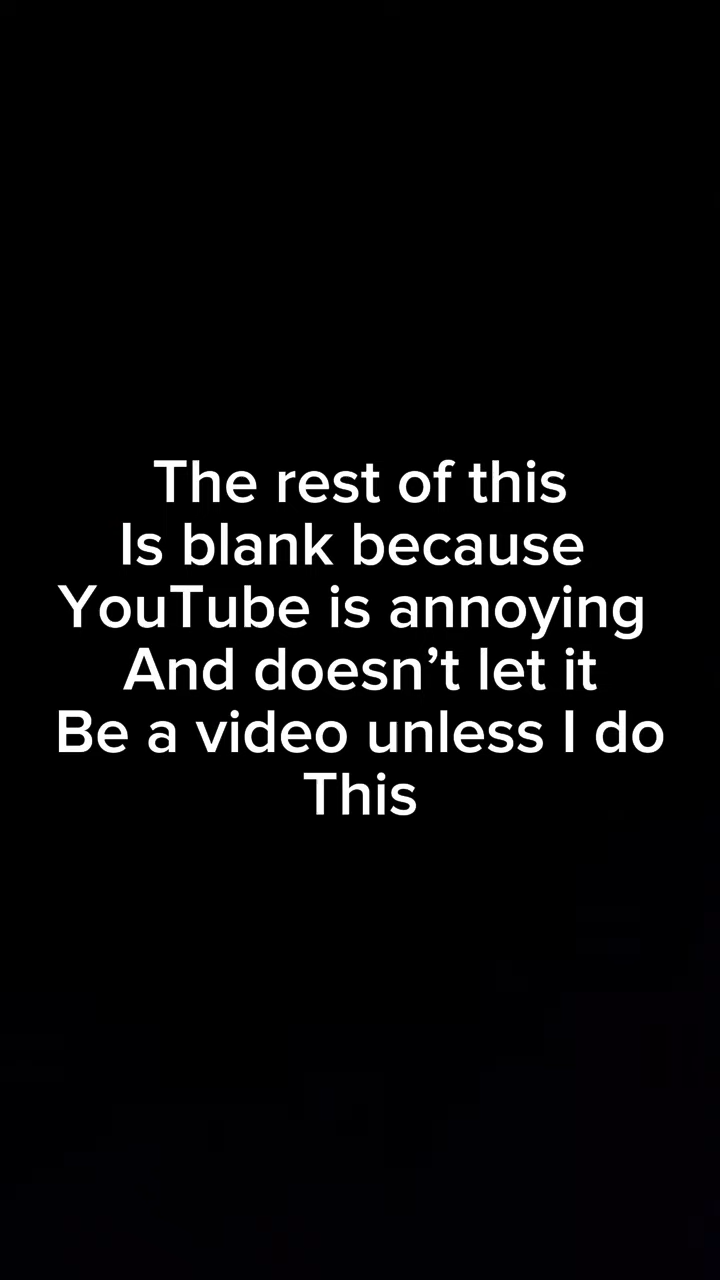 The rest of this
Is blank because
YouTube is annoying
And doesn’t let it
Be a video unless I do
This